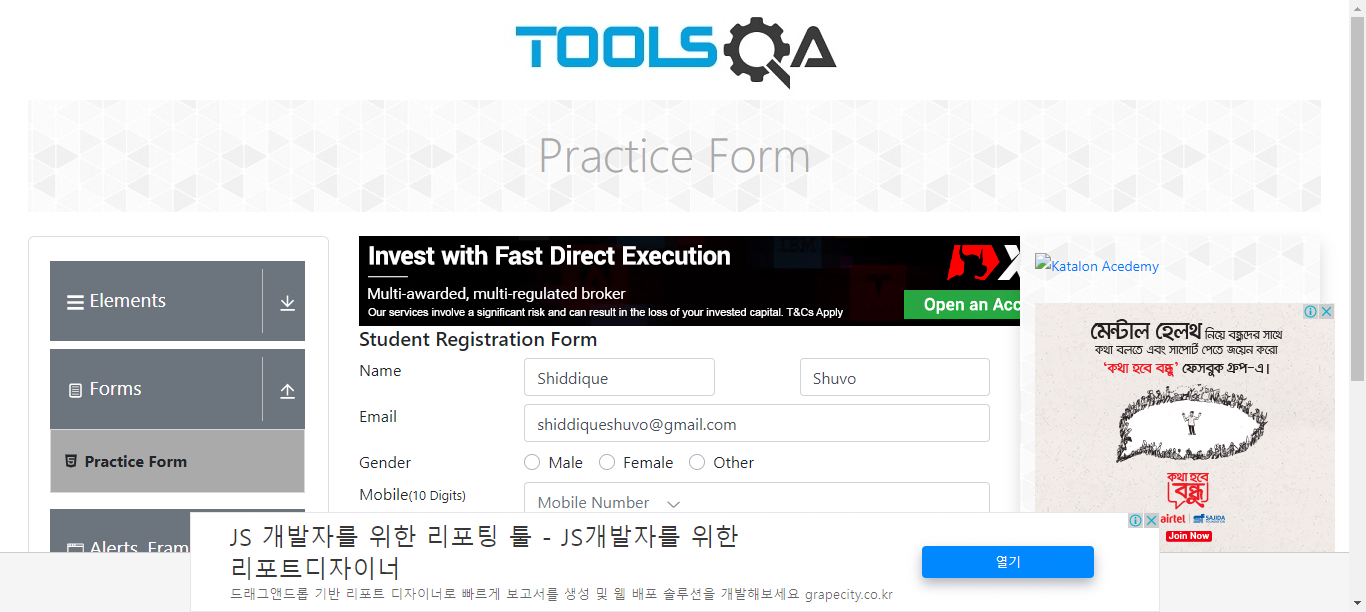 TOOLSQA
Practice Form
Elements
Forms
Practice Form
Alerts, Fram
Invest with Fast Direct Execution
Multi-awarded, multi-regulated broker
Our services involve a significant risk and can result in the loss of your invested capital. T&Cs Apply
Open an Acc
Student Registration Form
Name
Shiddique
Shuvo
Email
shiddiqueshuvo@gmail.com
Gender
Male
Female
Other
Mobile(10 Digits)
Mobile Number
Katalon Acedemy
মেন্টাল হেলথ নিয়ে বন্ধুদের সাথে
কথা বলতে এবং সাপোর্ট পেতে জয়েন করো
‘কথা হবে বন্ধু’ ফেসবুক গ্রুপ-এ।
কথা হবে
বন্ধু
airtel
SAJIDA
Join Now
JS 개발자를 위한 리포팅 툴 - JS개발자를 위한
리포트디자이너
드래그앤드롭 기반 리포트 디자이너로 빠르게 보고서를 생성 및 웹 배포 솔루션을 개발해보세요 grapecity.co.kr
열기